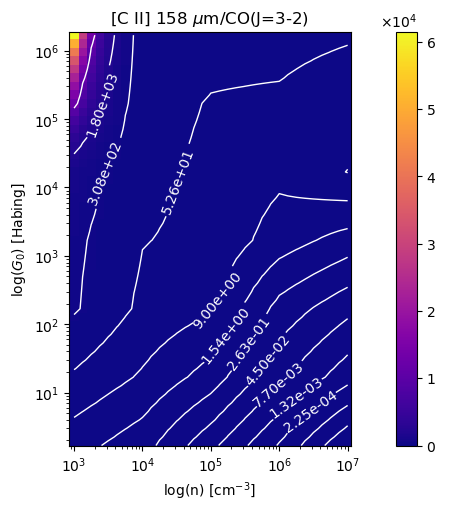 [C II] 158 μm/CO(J=3-2)
×10⁴
log(G₀) [Habing]
10⁶
10⁵
10⁴
10³
10²
10¹
1.80e+03
3.08e+02
5.26e+01
9.00e+00
1.54e+00
2.63e-01
4.50e-02
7.70e-03
1.32e-03
2.25e-04
6
5
4
3
2
1
0
10³ 10⁴ 10⁵ 10⁶ 10⁷
log(n) [cm⁻³]